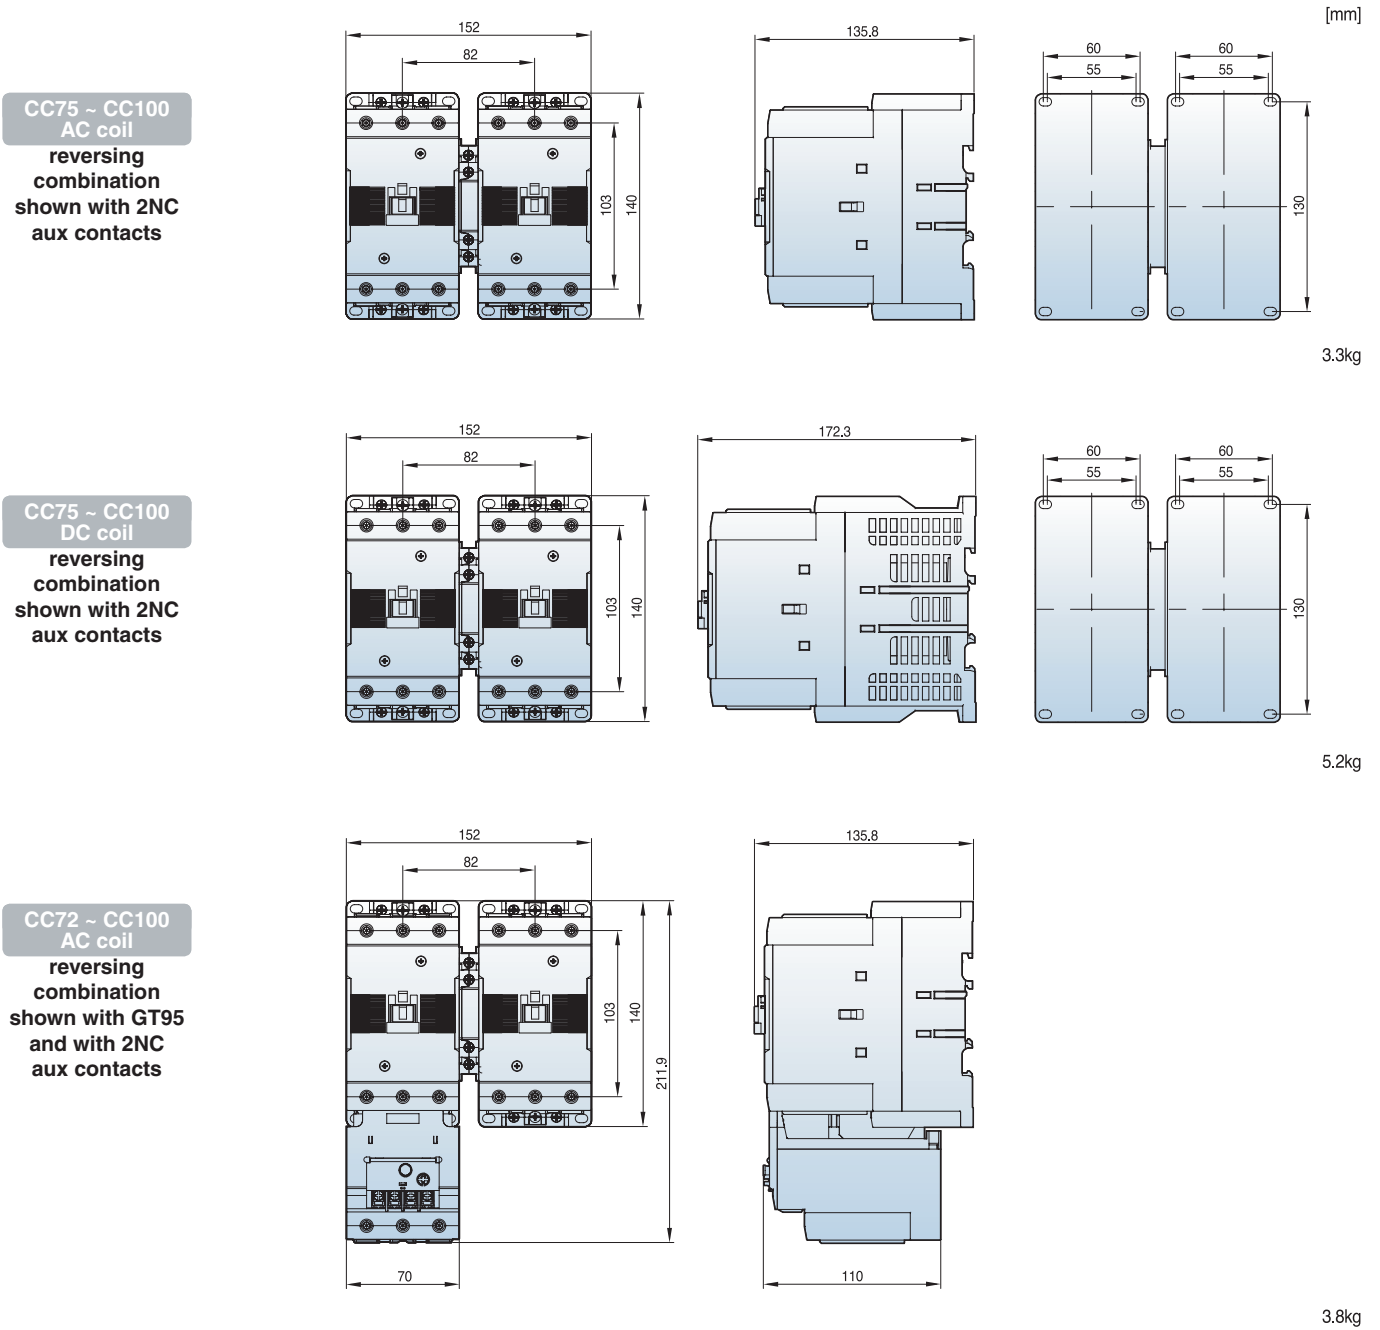 [mm]
152
82
103
140
135.8
60
60
55
55
130
CC75 ~ CC100
AC coil
reversing
combination
shown with 2NC
aux contacts
3.3kg
152
82
103
140
172.3
60
60
55
55
130
CC75 ~ CC100
DC coil
reversing
combination
shown with 2NC
aux contacts
5.2kg
152
82
103
140
211.9
70
135.8
110
CC72 ~ CC100
AC coil
reversing
combination
shown with GT95
and with 2NC
aux contacts
3.8kg